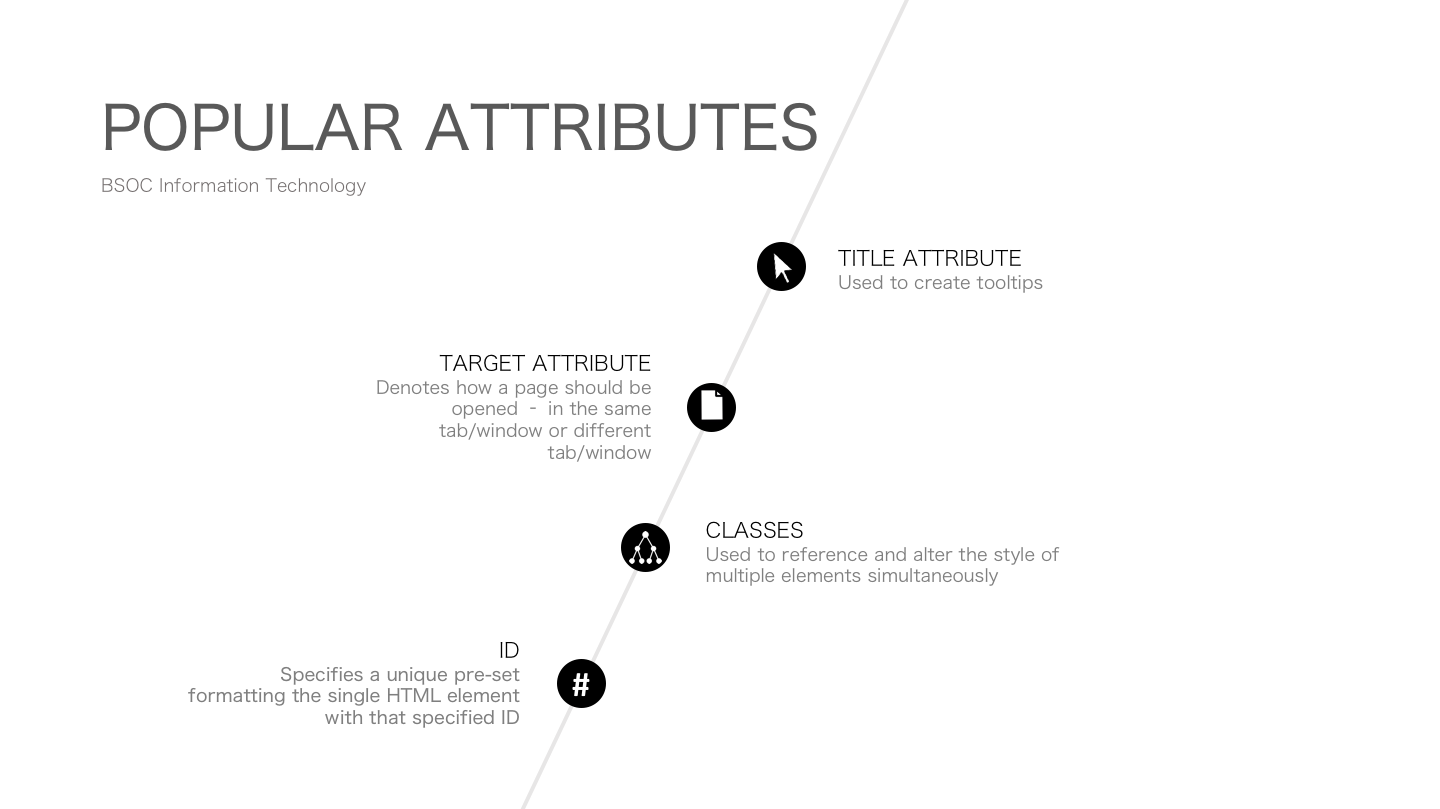 POPULAR ATTRIBUTES
BSOC Information Technology
TITLE ATTRIBUTE
Used to create tooltips
TARGET ATTRIBUTE
Denotes how a page should be
opened - in the same
tab/window or different
tab/window
CLASSES
Used to reference and alter the style of
multiple elements simultaneously
ID
Specifies a unique pre-set
formatting the single HTML element
with that specified ID
#